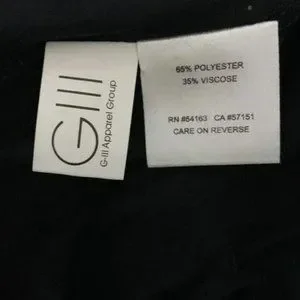 GIII
G-III Apparel Group
65% POLYESTER
35% VISCOSE
RN #54163 CA #57151
CARE ON REVERSE